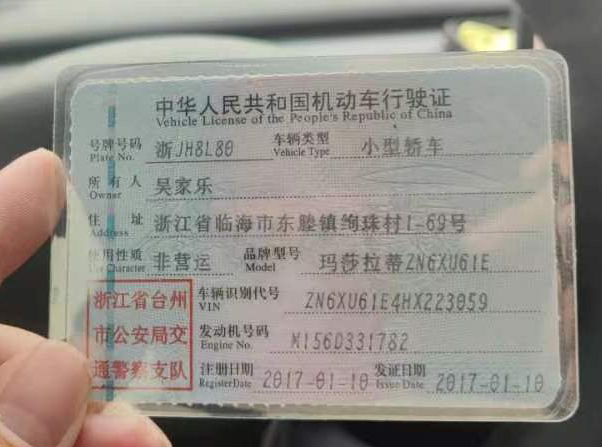 中华人民共和国机动车行驶证
Vehicle License of the People's Republic of China
号牌号码 浙JH8L80 车辆类型 小型轿车
Plate No. Vehicle Type
所有人 吴家乐
Owner
住址 浙江省临海市东塍镇绚珠村1-69号
Address
使用性质 非营运 品牌型号 玛莎拉蒂ZN6XU61E
Use Character Model
浙江省台州 车辆识别代号 ZN6XU61E4HX223059
VIN
市公安局交 发动机号码 M156D331782
Engine No.
通警察支队 注册日期 2017-01-10 发证日期 2017-01-10
Register Date Issue Date